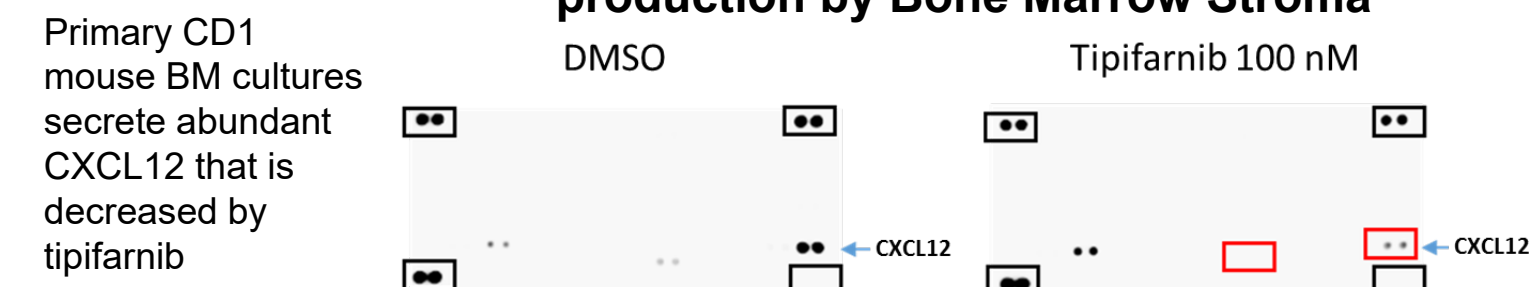 production by Bone Marrow Stroma
Primary CD1
mouse BM cultures
secrete abundant
CXCL12 that is
decreased by
tipifarnib
DMSO
Tipifarnib 100 nM
CXCL12
CXCL12